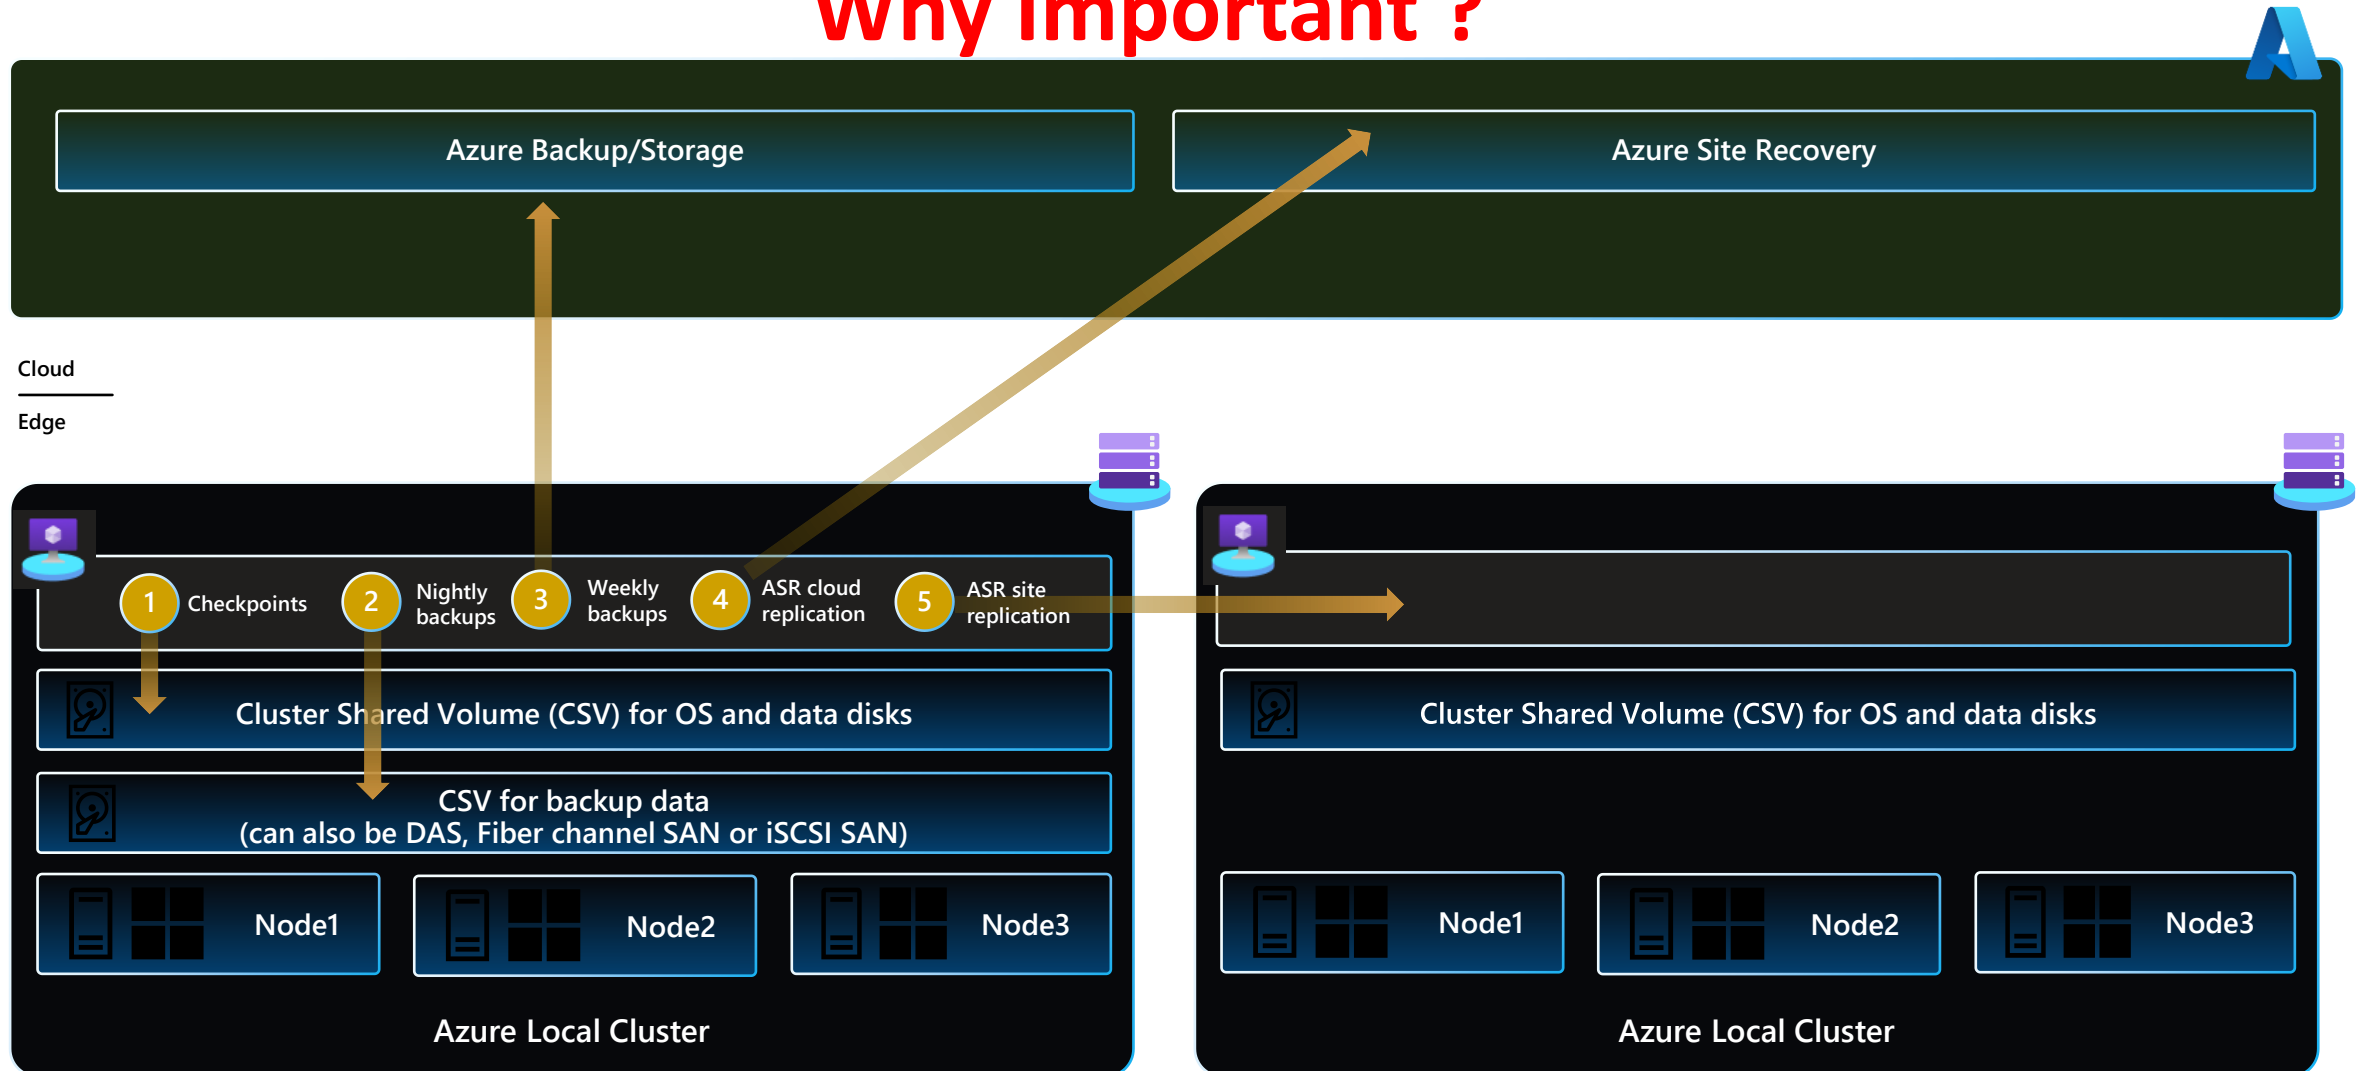 Why Important ?
Azure Backup/Storage
Azure Site Recovery
Cloud
Edge
1
Checkpoints
2
Nightly
backups
3
Weekly
backups
4
ASR cloud
replication
5
ASR site
replication
Cluster Shared Volume (CSV) for OS and data disks
CSV for backup data
(can also be DAS, Fiber channel SAN or iSCSI SAN)
Node1
Node2
Node3
Azure Local Cluster
Cluster Shared Volume (CSV) for OS and data disks
Node1
Node2
Node3
Azure Local Cluster